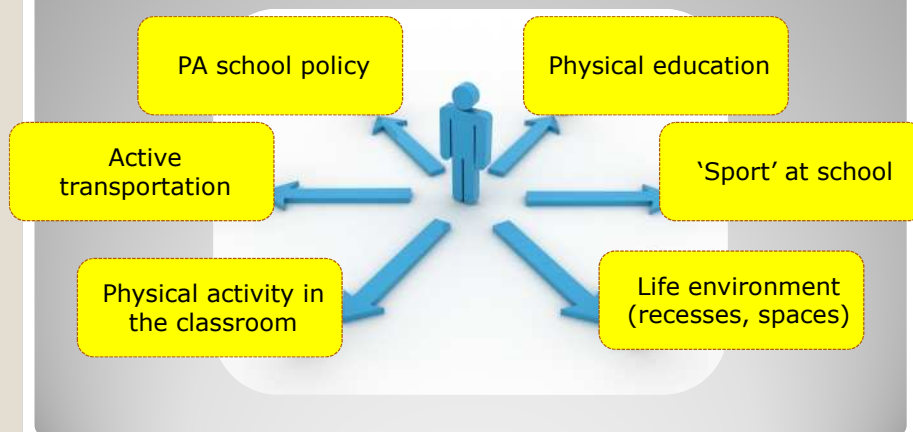 PA school policy
Physical education
Active
transportation
‘Sport’ at school
Physical activity in
the classroom
Life environment
(recesses, spaces)